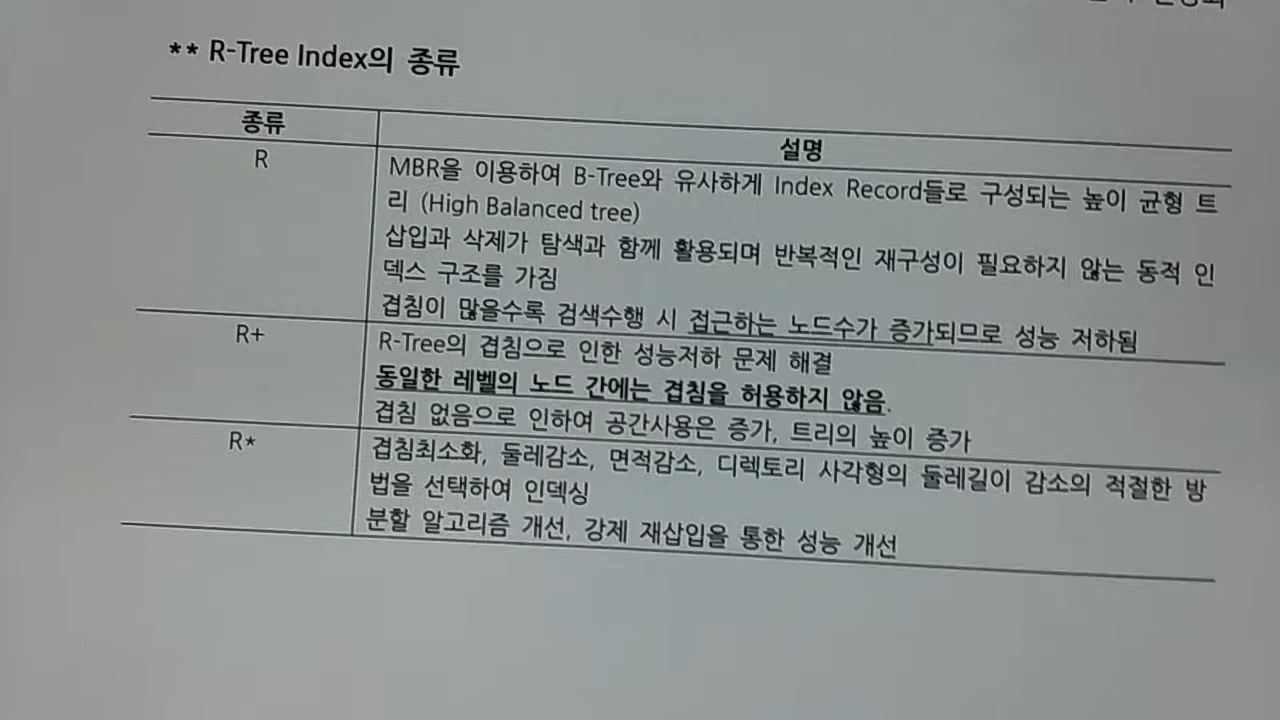 ** R-Tree Index의 종류
종류 설명
R MBR을 이용하여 B-Tree와 유사하게 Index Record들로 구성되는 높이 균형 트
리 (High Balanced tree)
삽입과 삭제가 탐색과 함께 활용되며 반복적인 재구성이 필요하지 않는 동적 인
덱스 구조를 가짐
겹침이 많을수록 검색수행 시 접근하는 노드수가 증가되므로 성능 저하됨
R+ R-Tree의 겹침으로 인한 성능저하 문제 해결
동일한 레벨의 노드 간에는 겹침을 허용하지 않음.
겹침 없음으로 인하여 공간사용은 증가, 트리의 높이 증가
R* 겹침최소화, 둘레감소, 면적감소, 디렉토리 사각형의 둘레길이 감소의 적절한 방
법을 선택하여 인덱싱
분할 알고리즘 개선, 강제 재삽입을 통한 성능 개선